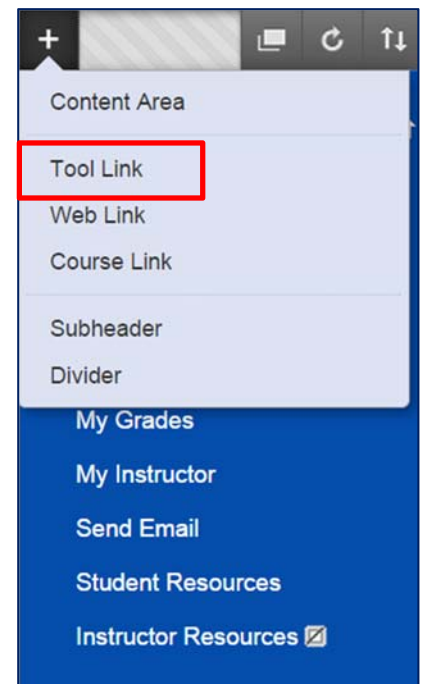 +
Content Area
Tool Link
Web Link
Course Link
Subheader
Divider
My Grades
My Instructor
Send Email
Student Resources
Instructor Resources